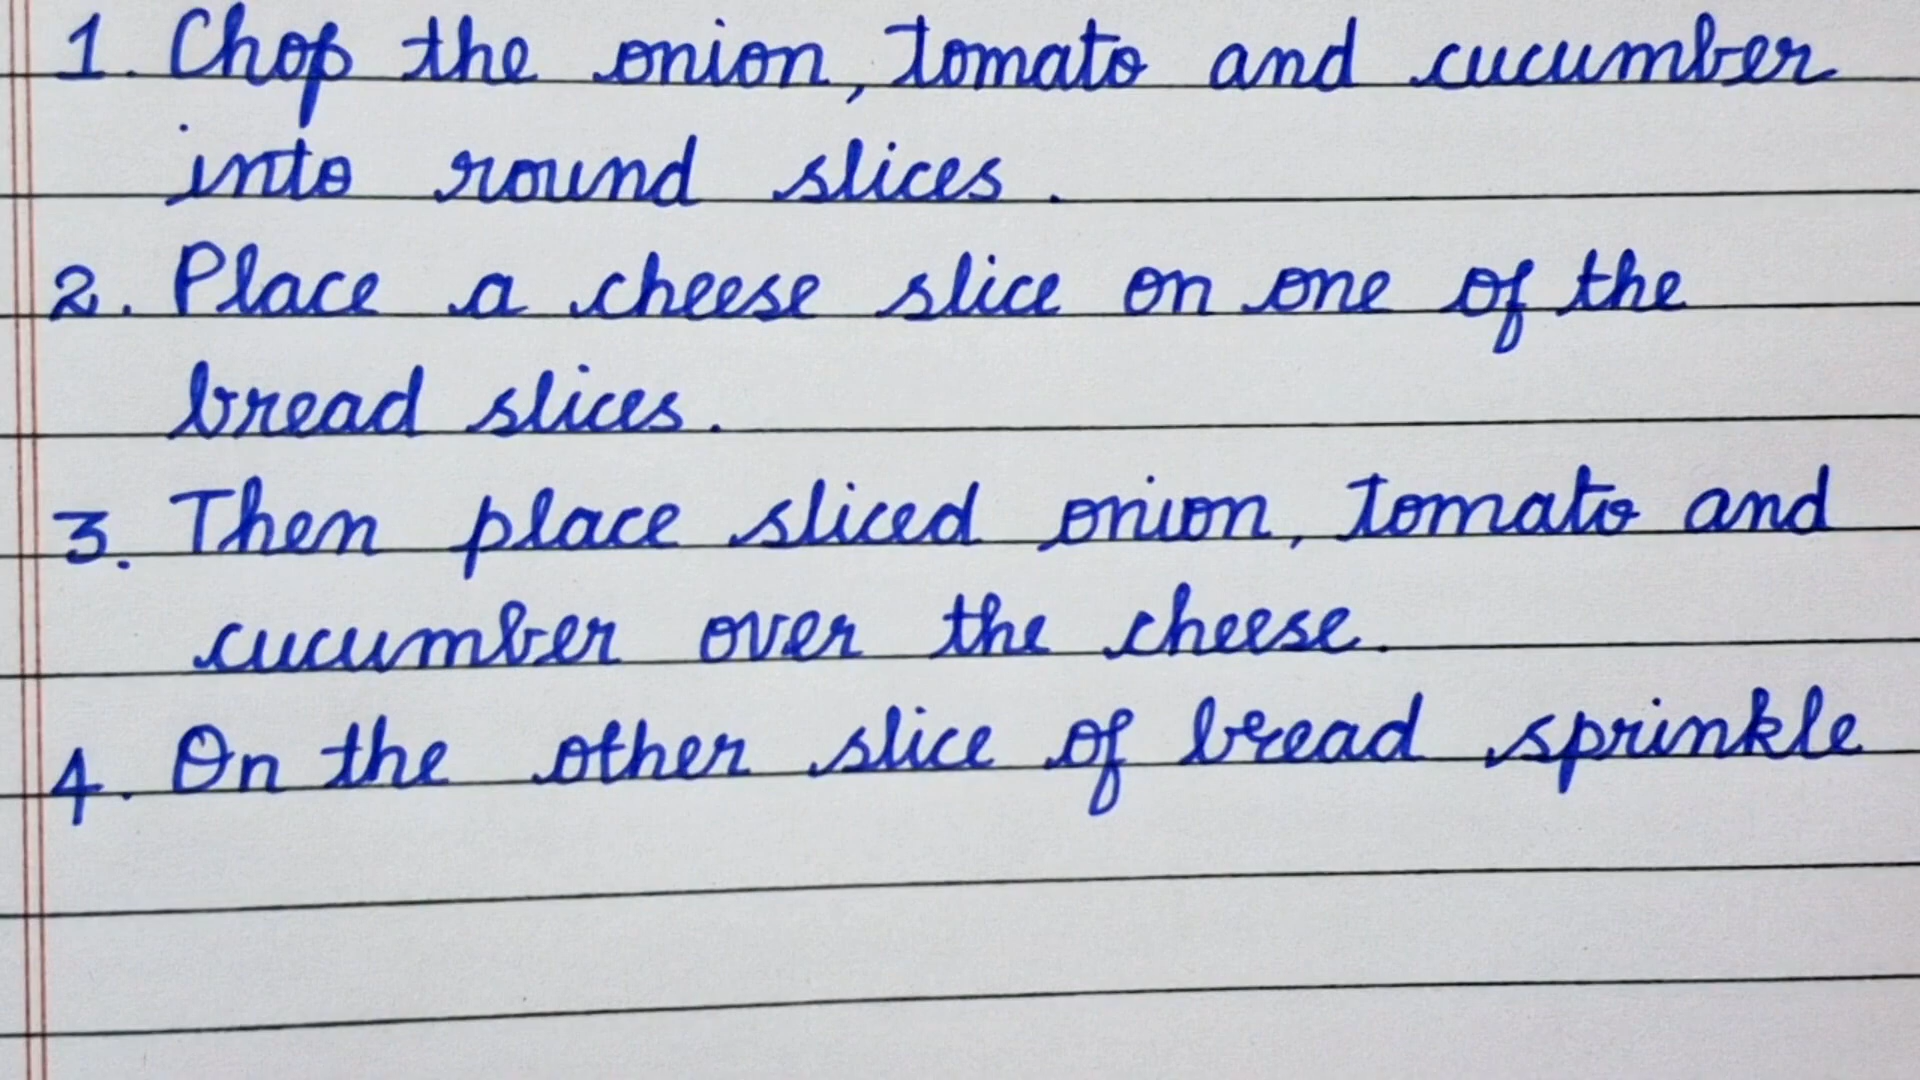 1. Chop the onion, tomato and cucumber
into round slices.
2. Place a cheese slice on one of the
bread slices.
3. Then place sliced onion, tomato and
cucumber over the cheese.
4. On the other slice of bread sprinkle